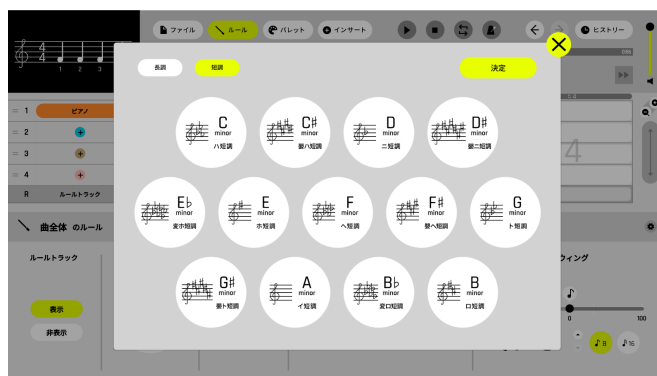 ファイル ルール パレット インサート ヒストリー
4
4
1 2 3
長調 短調 決定
= 1 ピアノ
= 2
= 3
= 4
R ルールトラック
4
C
minor
ハ短調
C#
minor
嬰ハ短調
D
minor
ニ短調
D#
minor
嬰ニ短調
E♭
minor
変ホ短調
E
minor
ホ短調
F
minor
ヘ短調
F#
minor
嬰ヘ短調
G
minor
ト短調
G#
minor
嬰ト短調
A
minor
イ短調
B♭
minor
変ロ短調
B
minor
ロ短調
曲全体 のルール
ルールトラック
ウィング
表示
非表示
0 100
8 16